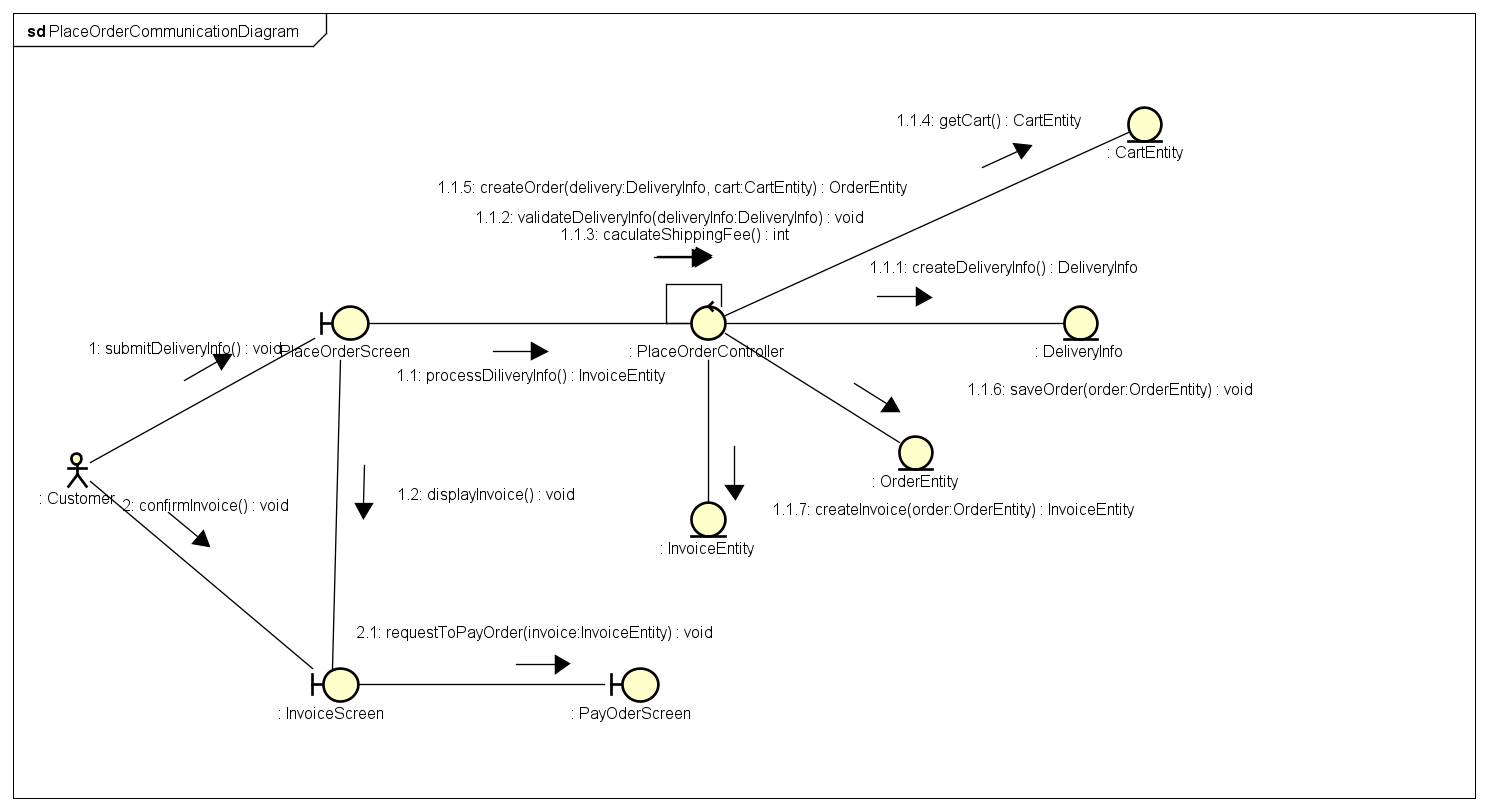 sd PlaceOrderCommunicationDiagram
1.1.4: getCart() : CartEntity
: CartEntity
1.1.5: createOrder(delivery:DeliveryInfo, cart:CartEntity) : OrderEntity
1.1.2: validateDeliveryInfo(deliveryInfo:DeliveryInfo) : void
1.1.3: caculateShippingFee() : int
1.1.1: createDeliveryInfo() : DeliveryInfo
1: submitDeliveryInfo() : void
: PlaceOrderScreen
: PlaceOrderController
: DeliveryInfo
1.1: processDiliveryInfo() : InvoiceEntity
1.1.6: saveOrder(order:OrderEntity) : void
: OrderEntity
: Customer
2: confirmInvoice() : void
1.2: displayInvoice() : void
1.1.7: createInvoice(order:OrderEntity) : InvoiceEntity
: InvoiceEntity
2.1: requestToPayOrder(invoice:InvoiceEntity) : void
: InvoiceScreen
: PayOderScreen